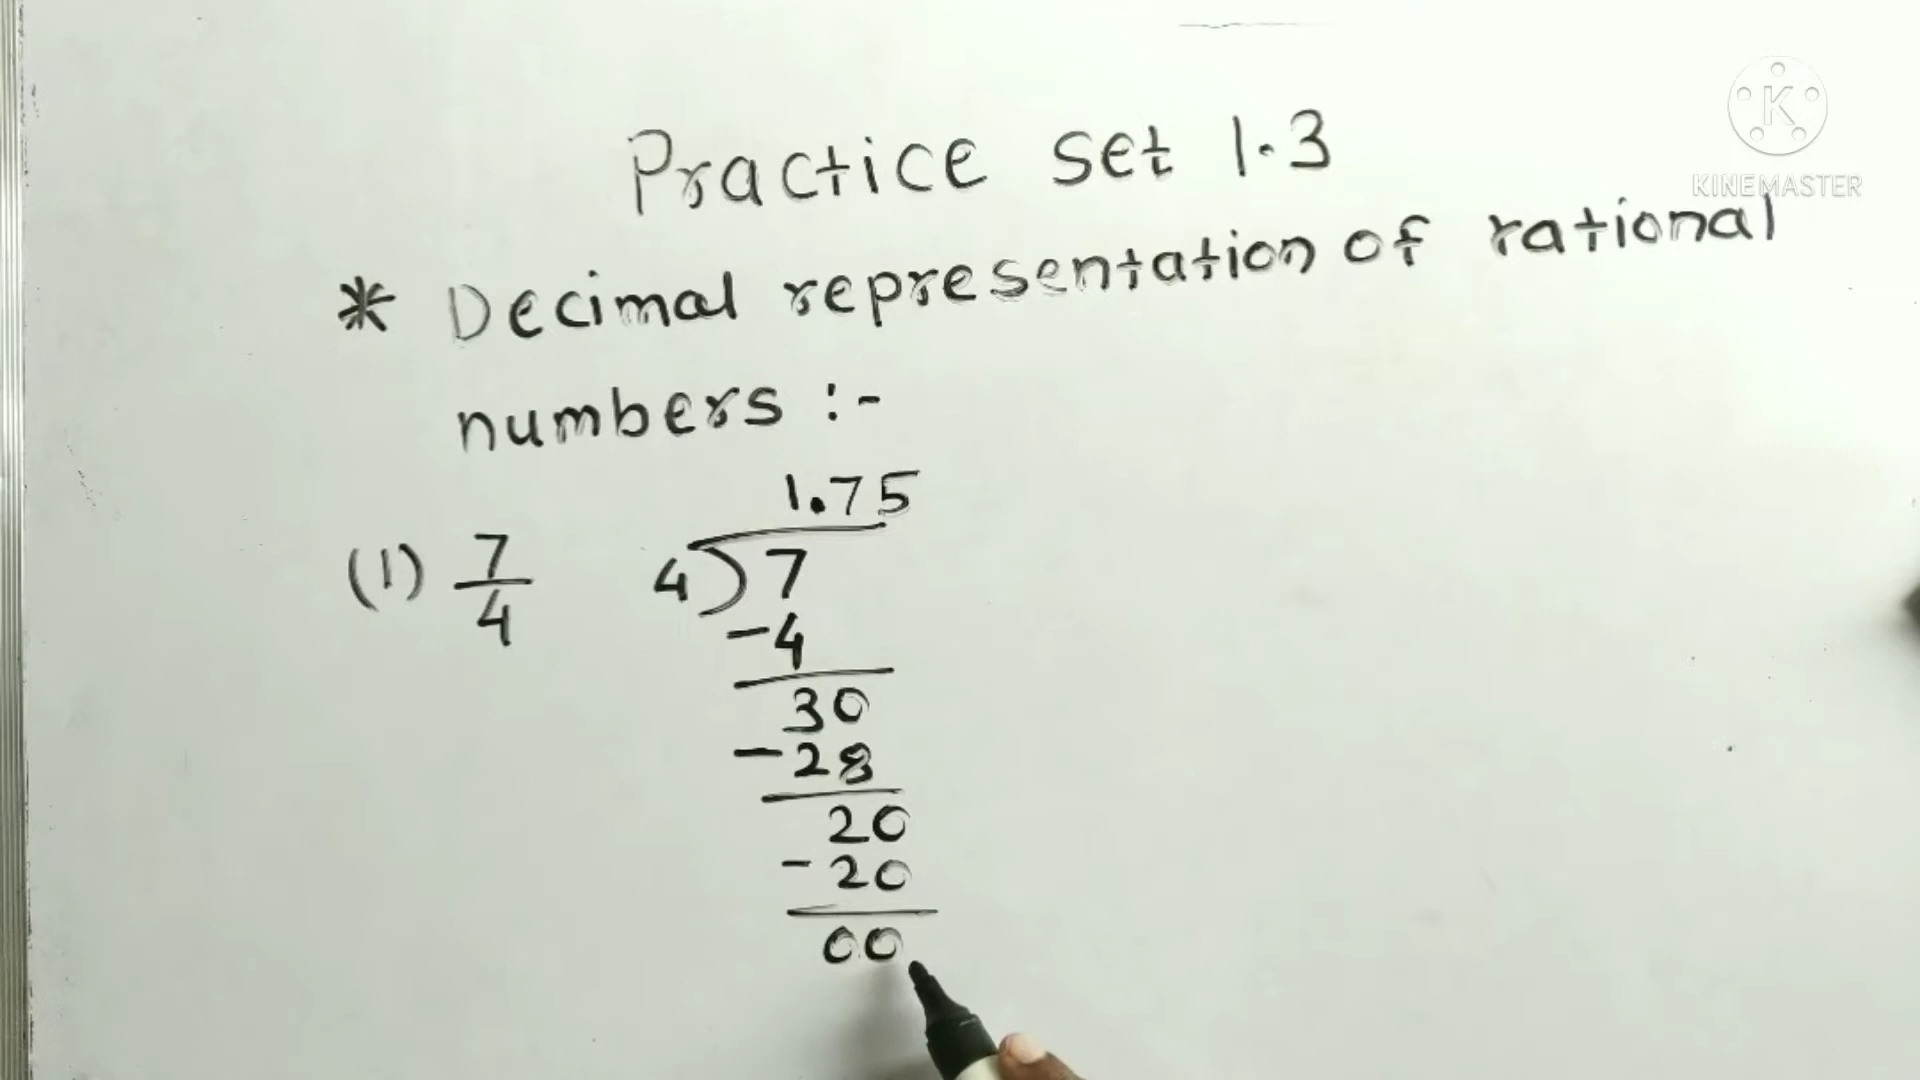 Practice set 1.3
K
KINEMASTER
* Decimal representation of rational
numbers :-
1.75
(1) 7/4 4)7
-4
30
-28
20
-20
00